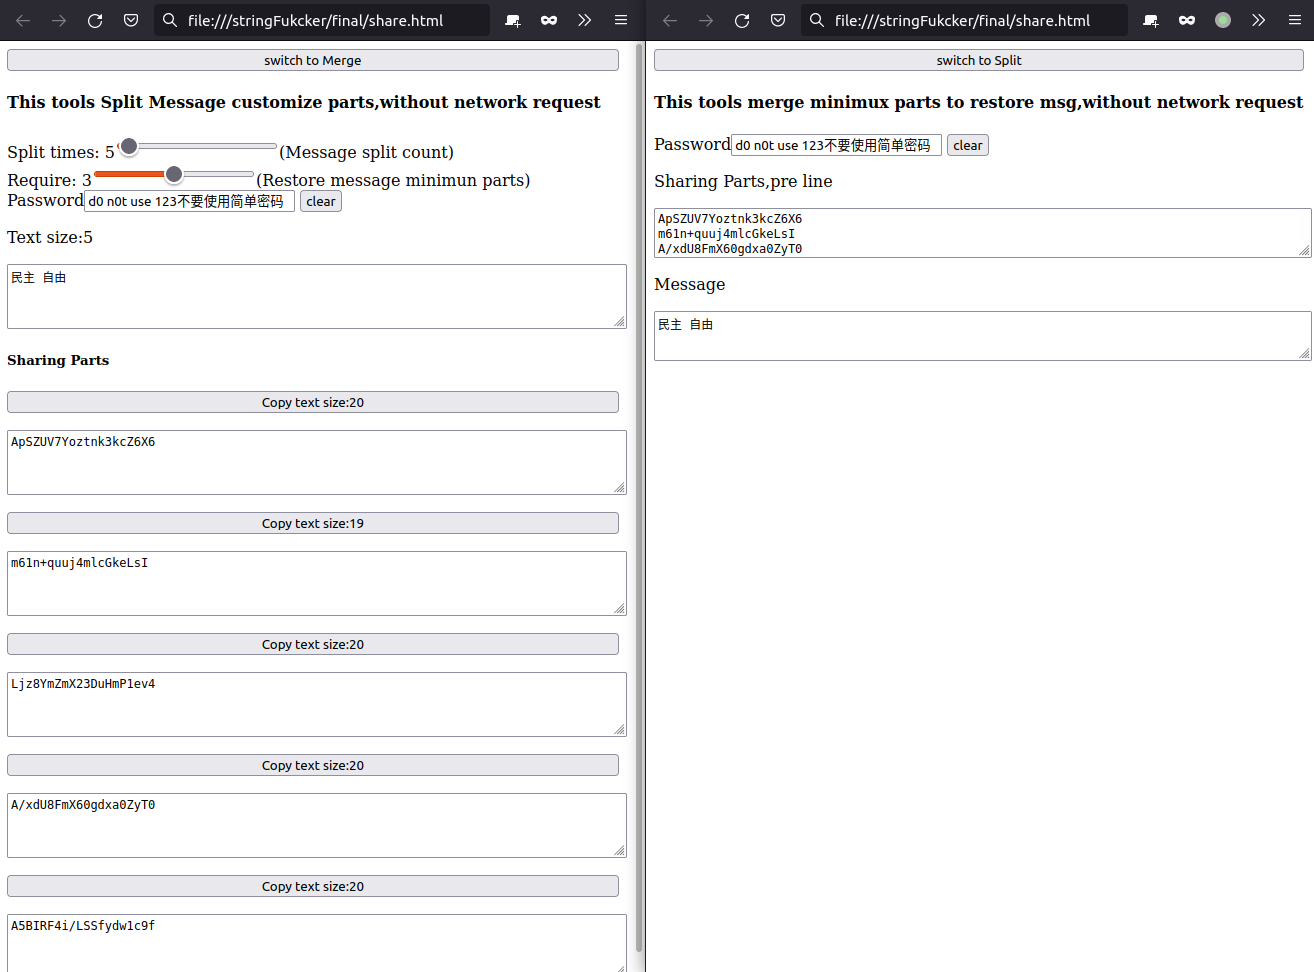 file:///stringFukcker/final/share.html
switch to Merge
This tools Split Message customize parts,without network request
Split times: 5 (Message split count)
Require: 3 (Restore message minimun parts)
Password d0 n0t use 123不要使用简单密码 clear
Text size:5
民主 自由
Sharing Parts
Copy text size:20
ApSZUV7Yoztnk3kcZ6X6
Copy text size:19
m61n+quuj4mlcGkeLsI
Copy text size:20
Ljz8YmZmX23DuHmP1ev4
Copy text size:20
A/xdU8FmX60gdxa0ZyT0
Copy text size:20
A5BIRF4i/LSSfydw1c9f
file:///stringFukcker/final/share.html
switch to Split
This tools merge minimux parts to restore msg,without network request
Password d0 n0t use 123不要使用简单密码 clear
Sharing Parts,pre line
ApSZUV7Yoztnk3kcZ6X6
m61n+quuj4mlcGkeLsI
A/xdU8FmX60gdxa0ZyT0
Message
民主 自由